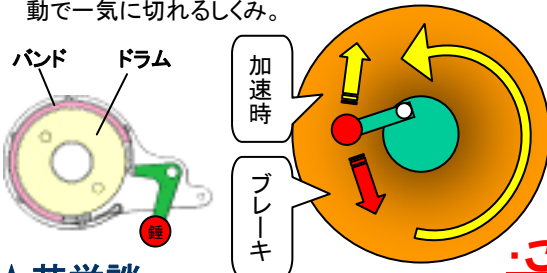 動で一気に切れるしくみ。
バンド
ドラム
加速時
ブレーキ
錘